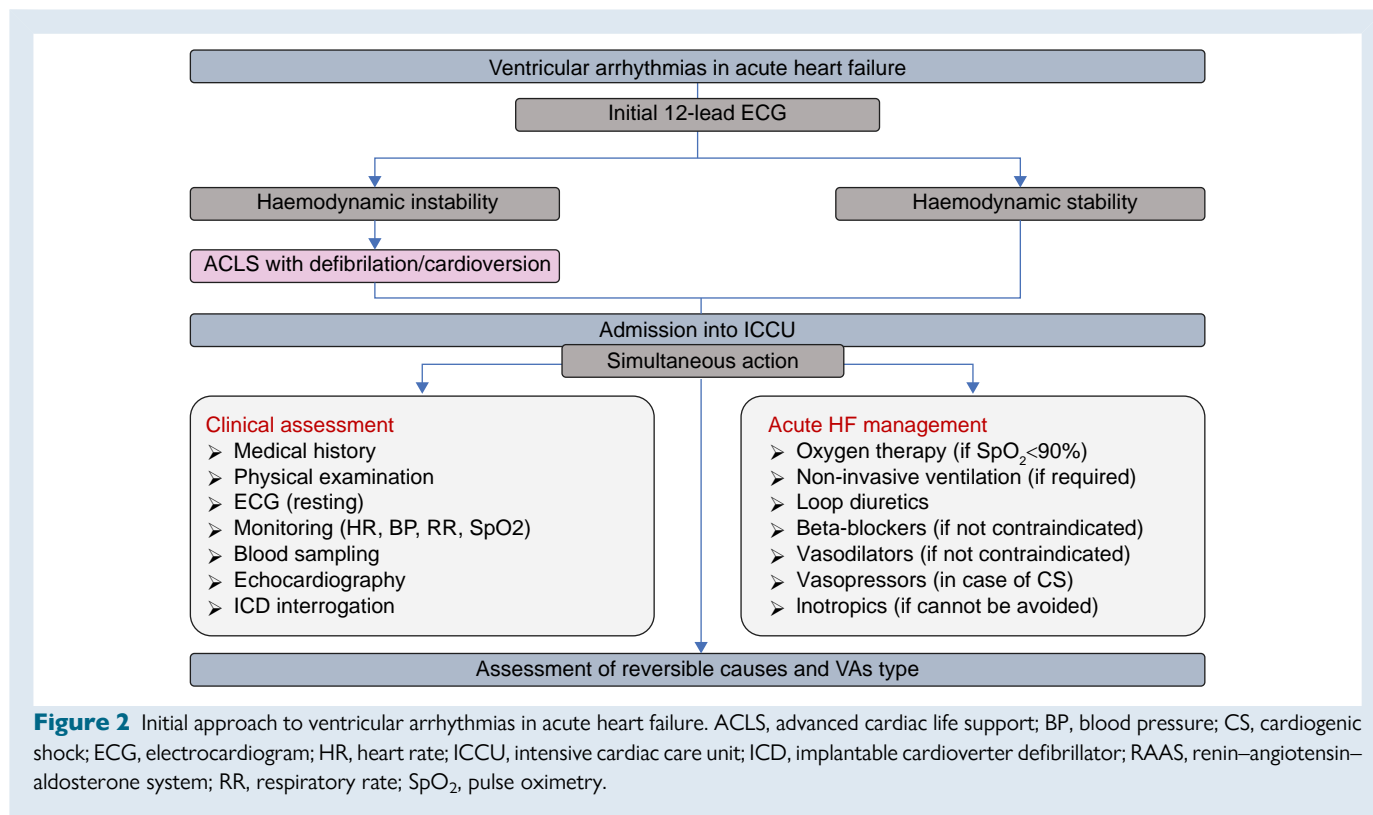 Ventricular arrhythmias in acute heart failure
Initial 12-lead ECG
Haemodynamic instability
Haemodynamic stability
ACLS with defibrilation/cardioversion
Admission into ICCU
Simultaneous action
Clinical assessment
➢ Medical history
➢ Physical examination
➢ ECG (resting)
➢ Monitoring (HR, BP, RR, SpO2)
➢ Blood sampling
➢ Echocardiography
➢ ICD interrogation
Acute HF management
➢ Oxygen therapy (if SpO₂<90%)
➢ Non-invasive ventilation (if required)
➢ Loop diuretics
➢ Beta-blockers (if not contraindicated)
➢ Vasodilators (if not contraindicated)
➢ Vasopressors (in case of CS)
➢ Inotropics (if cannot be avoided)
Assessment of reversible causes and VAs type
Figure 2 Initial approach to ventricular arrhythmias in acute heart failure. ACLS, advanced cardiac life support; BP, blood pressure; CS, cardiogenic
shock; ECG, electrocardiogram; HR, heart rate; ICCU, intensive cardiac care unit; ICD, implantable cardioverter defibrillator; RAAS, renin–angiotensin–
aldosterone system; RR, respiratory rate; SpO₂, pulse oximetry.